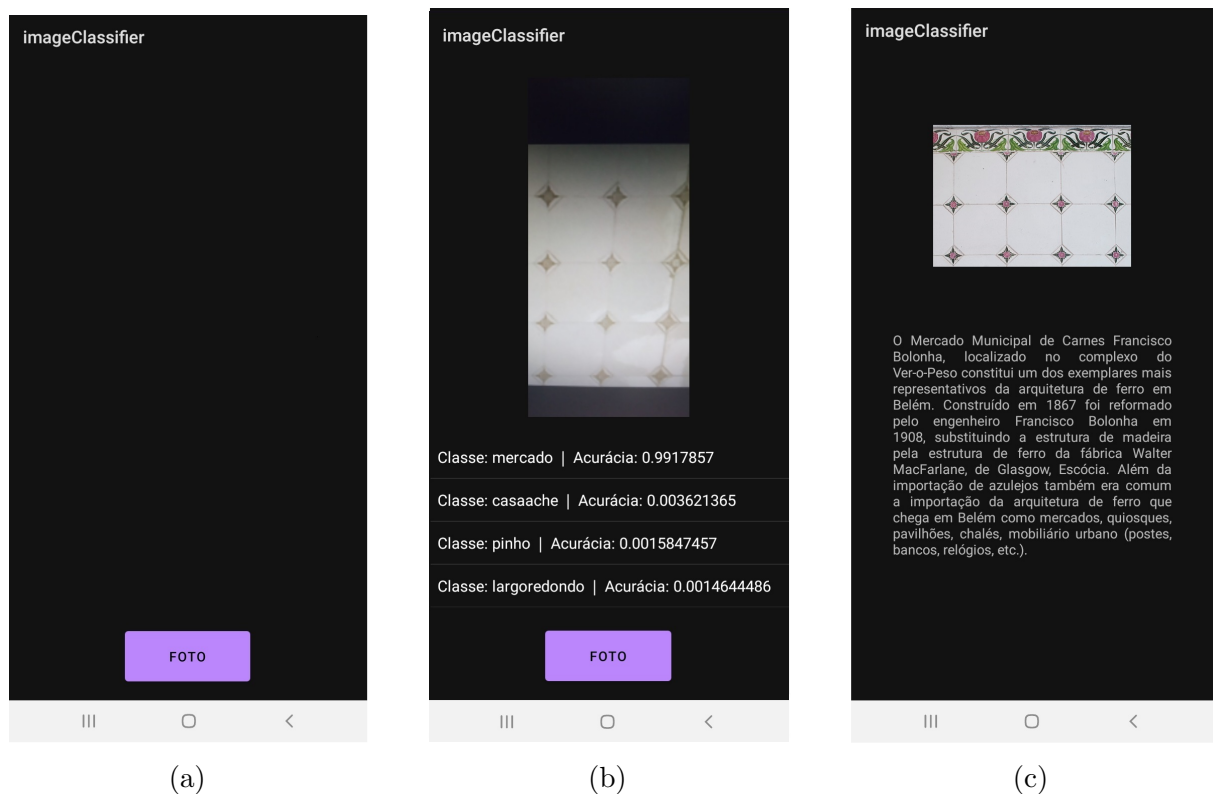 imageClassifier
FOTO
(a)
imageClassifier
Classe: mercado | Acurácia: 0.9917857
Classe: casaache | Acurácia: 0.003621365
Classe: pinho | Acurácia: 0.0015847457
Classe: largoredondo | Acurácia: 0.0014644486
FOTO
(b)
imageClassifier
O Mercado Municipal de Carnes Francisco
Bolonha, localizado no complexo do
Ver-o-Peso constitui um dos exemplares mais
representativos da arquitetura de ferro em
Belém. Construído em 1867 foi reformado
pelo engenheiro Francisco Bolonha em
1908, substituindo a estrutura de madeira
pela estrutura de ferro da fábrica Walter
MacFarlane, de Glasgow, Escócia. Além da
importação de azulejos também era comum
a importação da arquitetura de ferro que
chega em Belém como mercados, quiosques,
pavilhões, chalés, mobiliário urbano (postes,
bancos, relógios, etc.).
(c)